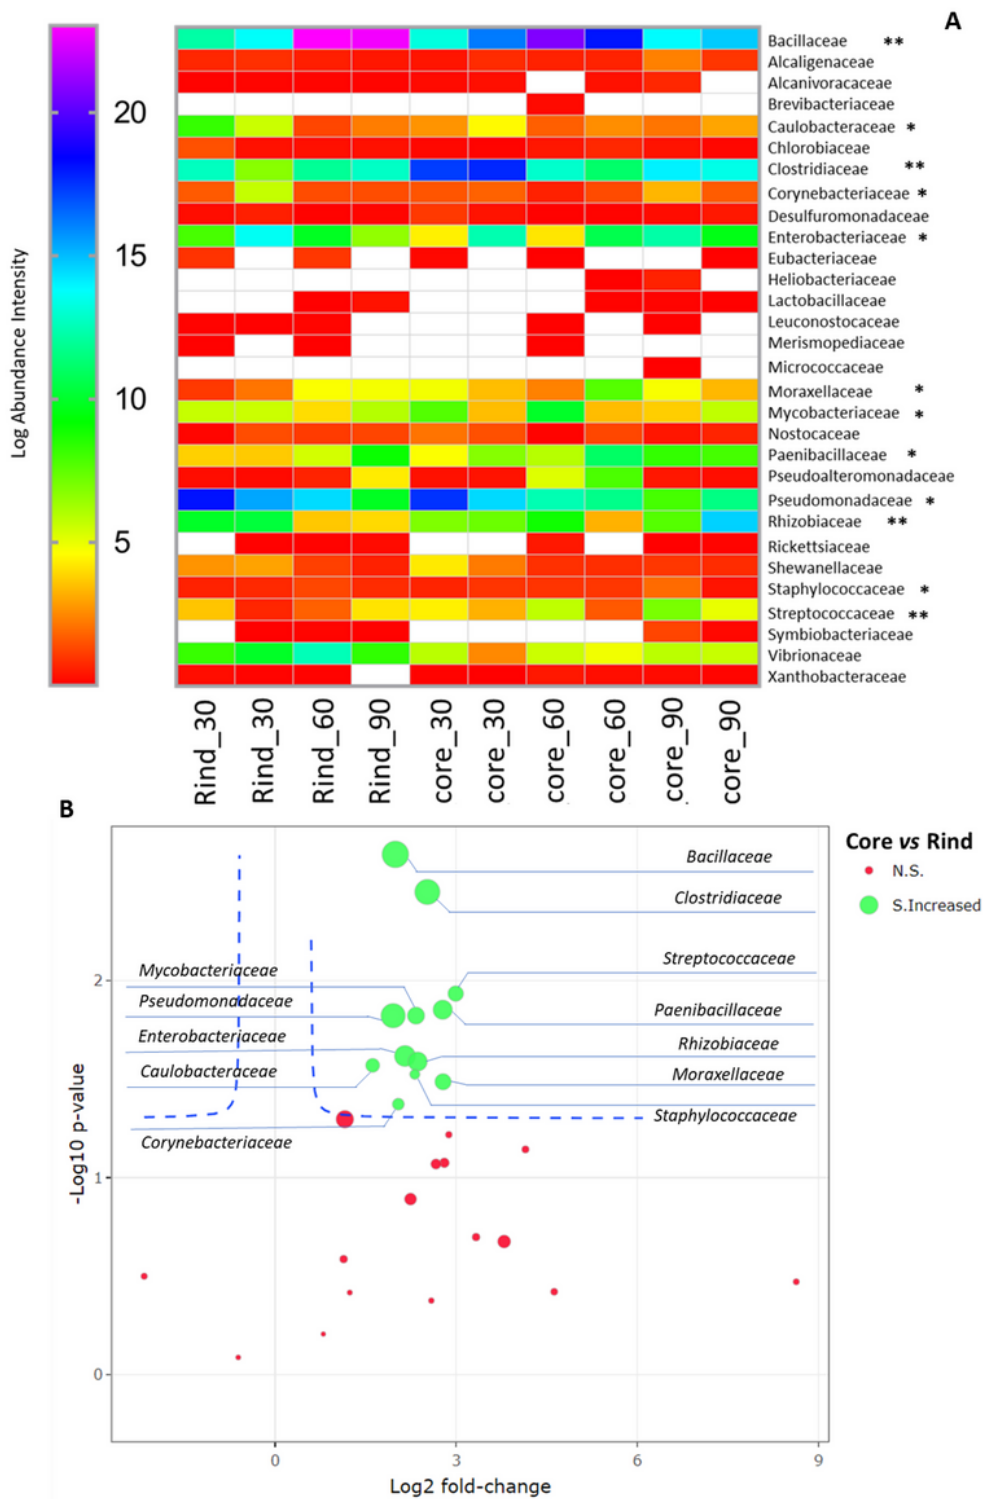 A
20
15
10
5
Log Abundance Intensity
Bacillaceae **
Alcaligenaceae
Alcanivoracaceae
Brevibacteriaceae
Caulobacteraceae *
Chlorobiaceae
Clostridiaceae **
Corynebacteriaceae *
Desulfuromonadaceae
Enterobacteriaceae *
Eubacteriaceae
Heliobacteriaceae
Lactobacillaceae
Leuconostocaceae
Merismopediaceae
Micrococcaceae
Moraxellaceae *
Mycobacteriaceae *
Nostocaceae
Paenibacillaceae *
Pseudoalteromonadaceae
Pseudomonadaceae *
Rhizobiaceae **
Rickettsiaceae
Shewanellaceae
Staphylococcaceae *
Streptococcaceae **
Symbiobacteriaceae
Vibrionaceae
Xanthobacteraceae
Rind_30
Rind_30
Rind_60
Rind_90
core_30
core_30
core_60
core_60
core_90
core_90
B
Core vs Rind
N.S.
S.Increased
Bacillaceae
Clostridiaceae
Streptococcaceae
Mycobacteriaceae
Pseudomonadaceae
Paenibacillaceae
Enterobacteriaceae
Rhizobiaceae
Caulobacteraceae
Moraxellaceae
Staphylococcaceae
Corynebacteriaceae
-Log10 p-value
2
1
0
0
3
6
9
Log2 fold-change